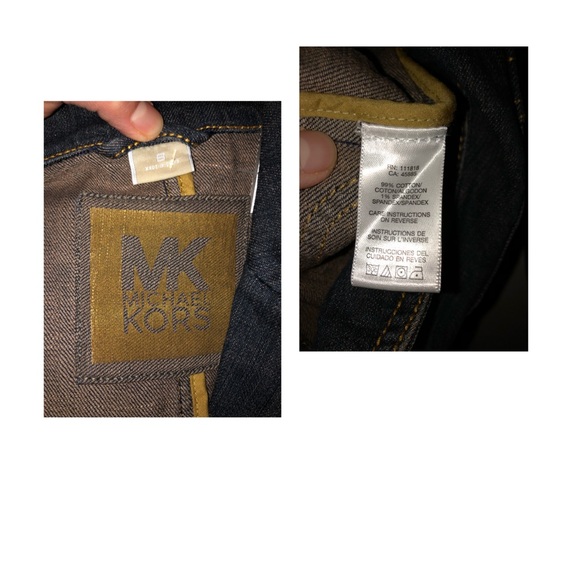 MK
MICHAEL
KORS
RN: 111818
CA: 45889
99% COTTON/
COTON/ALGODON
1% SPANDEX/
SPANDEX/SPANDEX
CARE INSTRUCTIONS
ON REVERSE
INSTRUCTIONS DE
SOIN SUR L'INVERSE
INSTRUCCIONES DEL
CUIDADO EN REVES